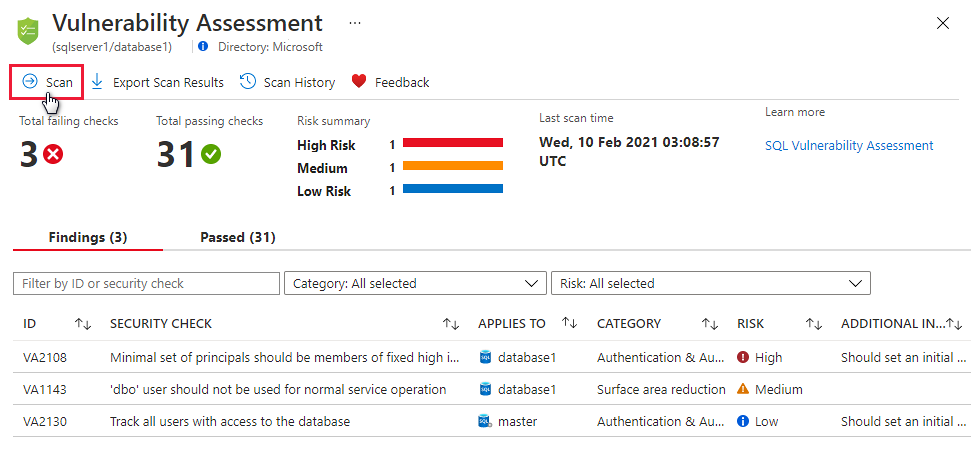 Vulnerability Assessment ...
(sqlserver1/database1) Directory: Microsoft
Scan Export Scan Results Scan History Feedback
Total failing checks Total passing checks Risk summary Last scan time Learn more
3 31 High Risk 1 Wed, 10 Feb 2021 03:08:57 UTC SQL Vulnerability Assessment
Medium 1
Low Risk 1
Findings (3) Passed (31)
Filter by ID or security check Category: All selected Risk: All selected
ID SECURITY CHECK APPLIES TO CATEGORY RISK ADDITIONAL IN...
VA2108 Minimal set of principals should be members of fixed high i... database1 Authentication & Au... High Should set an initial ...
VA1143 'dbo' user should not be used for normal service operation database1 Surface area reduction Medium
VA2130 Track all users with access to the database master Authentication & Au... Low Should set an initial ...